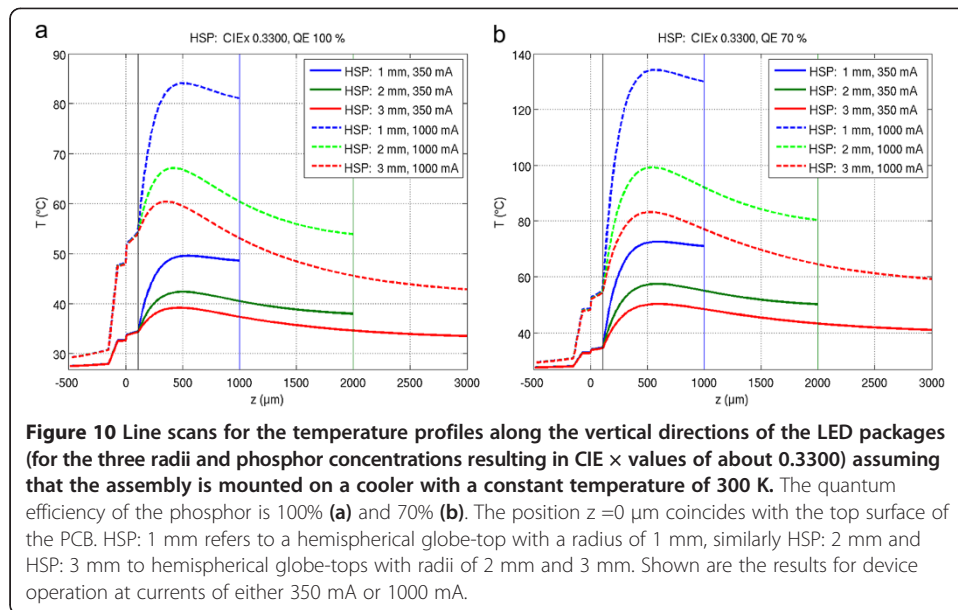 a
HSP: CIEx 0.3300, QE 100 %
90
80
70
60
50
40
30
T (°C)
-500 0 500 1000 1500 2000 2500 3000
z (µm)
HSP: 1 mm, 350 mA
HSP: 2 mm, 350 mA
HSP: 3 mm, 350 mA
HSP: 1 mm, 1000 mA
HSP: 2 mm, 1000 mA
HSP: 3 mm, 1000 mA
b
HSP: CIEx 0.3300, QE 70 %
140
120
100
80
60
40
T (°C)
-500 0 500 1000 1500 2000 2500 3000
z (µm)
HSP: 1 mm, 350 mA
HSP: 2 mm, 350 mA
HSP: 3 mm, 350 mA
HSP: 1 mm, 1000 mA
HSP: 2 mm, 1000 mA
HSP: 3 mm, 1000 mA
Figure 10 Line scans for the temperature profiles along the vertical directions of the LED packages
(for the three radii and phosphor concentrations resulting in CIE × values of about 0.3300) assuming
that the assembly is mounted on a cooler with a constant temperature of 300 K. The quantum
efficiency of the phosphor is 100% (a) and 70% (b). The position z =0 µm coincides with the top surface of
the PCB. HSP: 1 mm refers to a hemispherical globe-top with a radius of 1 mm, similarly HSP: 2 mm and
HSP: 3 mm to hemispherical globe-tops with radii of 2 mm and 3 mm. Shown are the results for device
operation at currents of either 350 mA or 1000 mA.